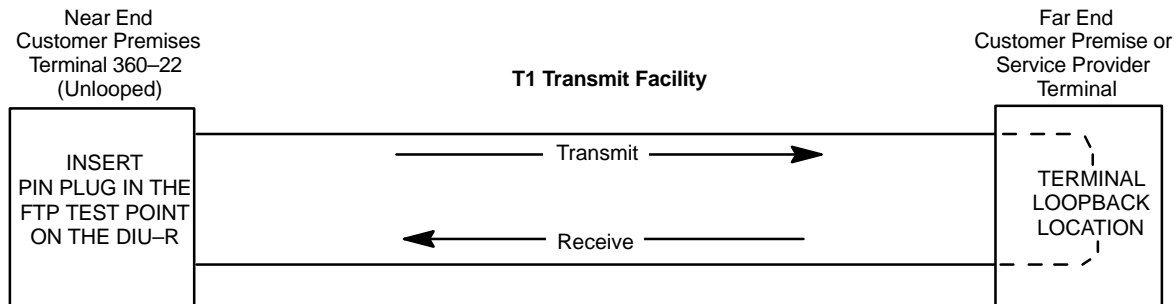 Near End
Customer Premises
Terminal 360–22
(Unlooped)
T1 Transmit Facility
Far End
Customer Premise or
Service Provider
Terminal
INSERT
PIN PLUG IN THE
FTP TEST POINT
ON THE DIU–R
Transmit
Receive
TERMINAL
LOOPBACK
LOCATION